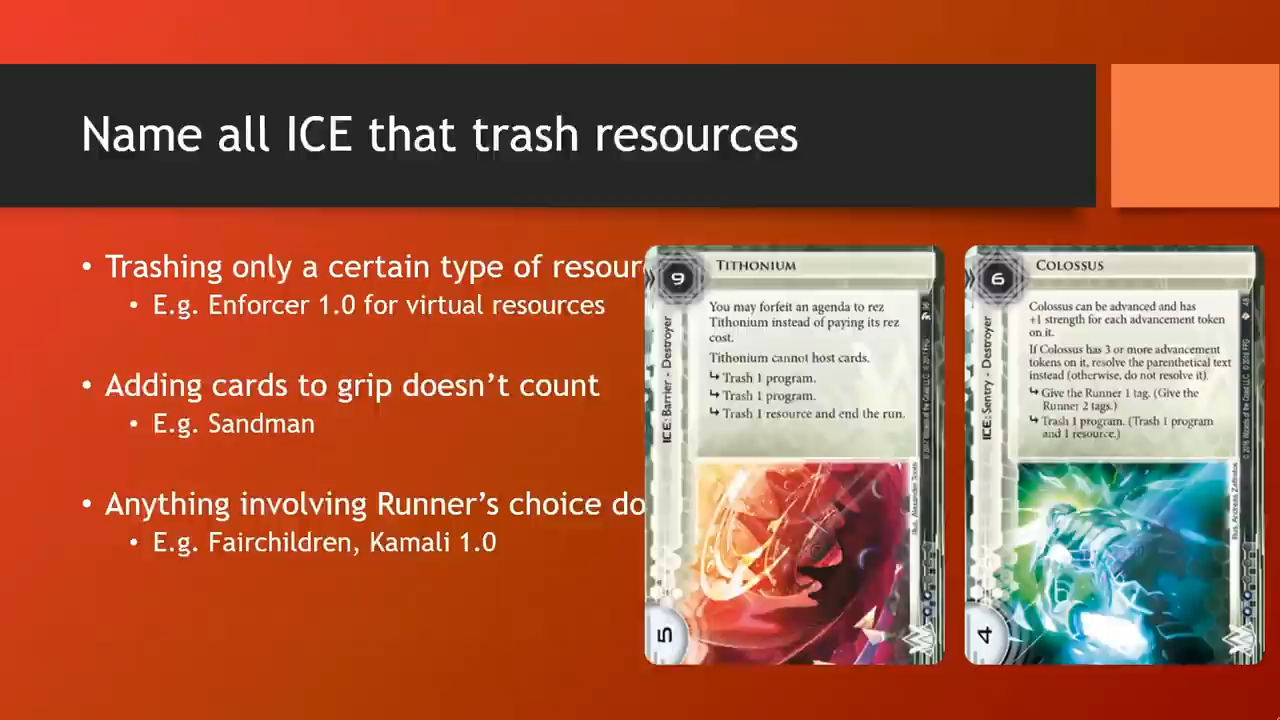 Name all ICE that trash resources
• Trashing only a certain type of resour
• E.g. Enforcer 1.0 for virtual resources
• Adding cards to grip doesn't count
• E.g. Sandman
• Anything involving Runner's choice do
• E.g. Fairchildren, Kamali 1.0
9
TITHONIUM
You may forfeit an agenda to rez
Tithonium instead of paying its rez
cost.
Tithonium cannot host cards.
↳ Trash 1 program.
↳ Trash 1 program.
↳ Trash 1 resource and end the run.
ICE: Barrier - Destroyer
5
6
COLOSSUS
Colossus can be advanced and has
+1 strength for each advancement token
on it.
If Colossus has 3 or more advancement
tokens on it, resolve the parenthetical text
instead (otherwise, do not resolve it).
↳ Give the Runner 1 tag. (Give the
Runner 2 tags.)
↳ Trash 1 program. (Trash 1 program
and 1 resource.)
ICE: Sentry - Destroyer
4